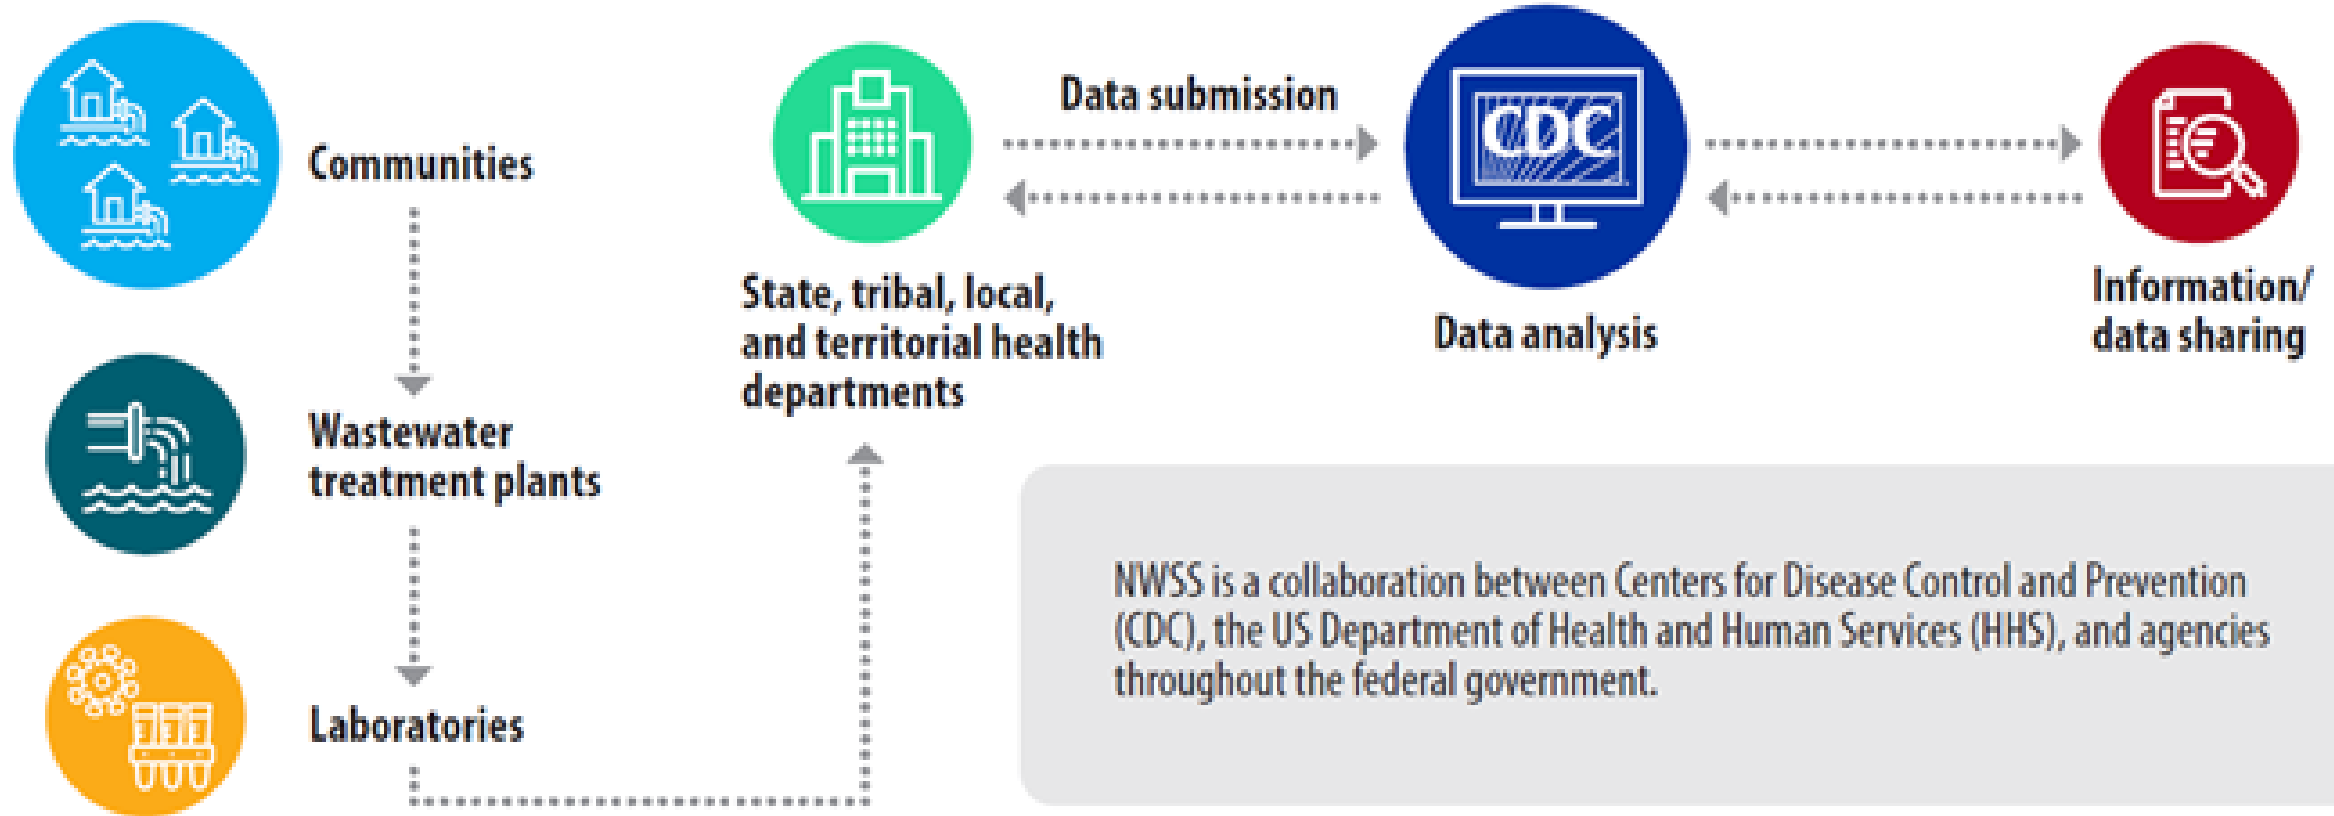 Communities
Wastewater
treatment plants
Laboratories
State, tribal, local,
and territorial health
departments
Data submission
CDC
Data analysis
Information/
data sharing
NWSS is a collaboration between Centers for Disease Control and Prevention
(CDC), the US Department of Health and Human Services (HHS), and agencies
throughout the federal government.